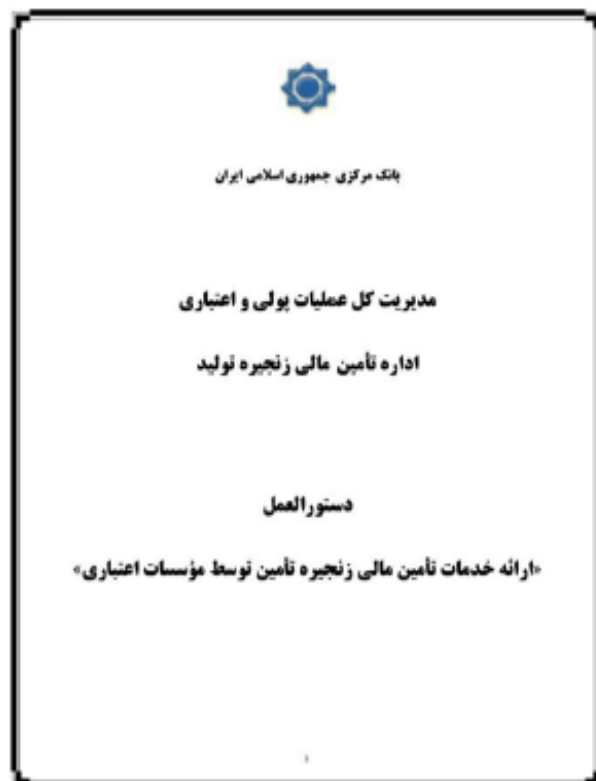 بانک مرکزی جمهوری اسلامی ایران
مدیریت کل عملیات پولی و اعتباری
اداره تأمین مالی زنجیره تولید
دستورالعمل
«ارائه خدمات تأمین مالی زنجیره تأمین توسط مؤسسات اعتباری»
۱